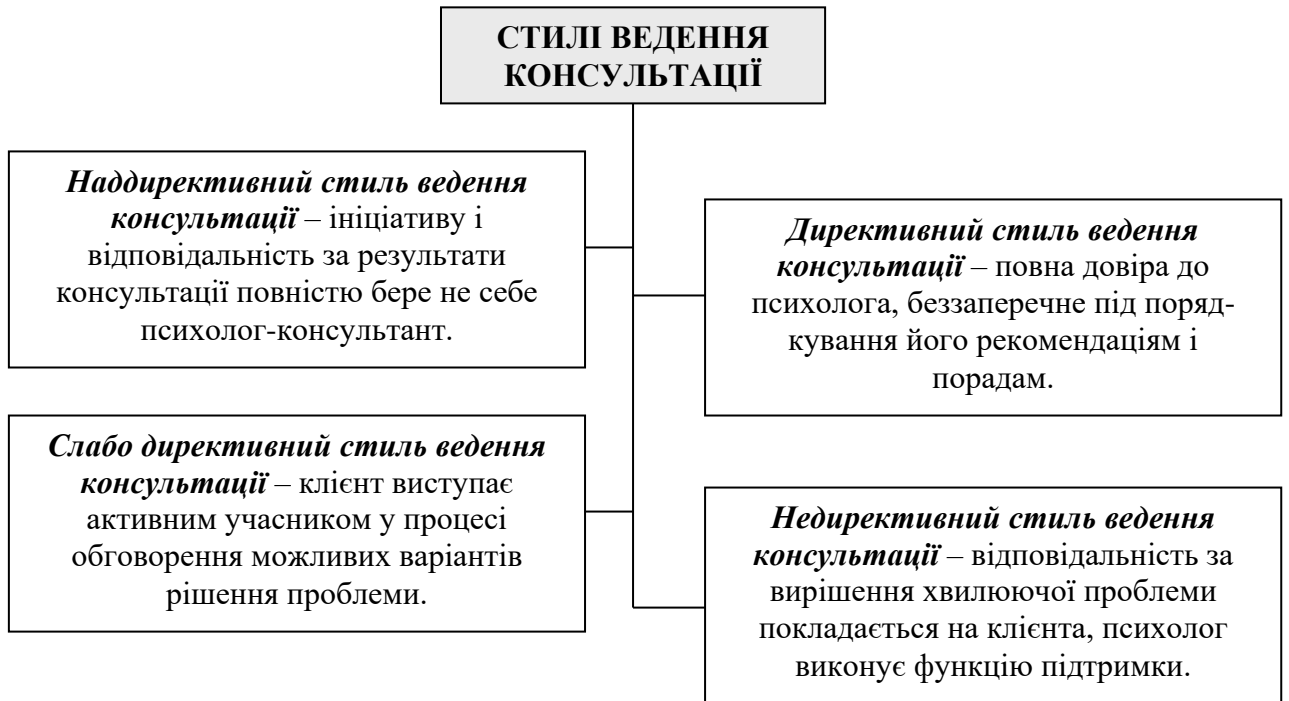 СТИЛІ ВЕДЕННЯ
КОНСУЛЬТАЦІЇ
Наддирективний стиль ведення
консультації – ініціативу і
відповідальність за результати
консультації повністю бере не себе
психолог-консультант.
Директивний стиль ведення
консультації – повна довіра до
психолога, беззаперечне під поряд-
кування його рекомендаціям і
порадам.
Слабо директивний стиль ведення
консультації – клієнт виступає
активним учасником у процесі
обговорення можливих варіантів
рішення проблеми.
Недирективний стиль ведення
консультації – відповідальність за
вирішення хвилюючої проблеми
покладається на клієнта, психолог
виконує функцію підтримки.